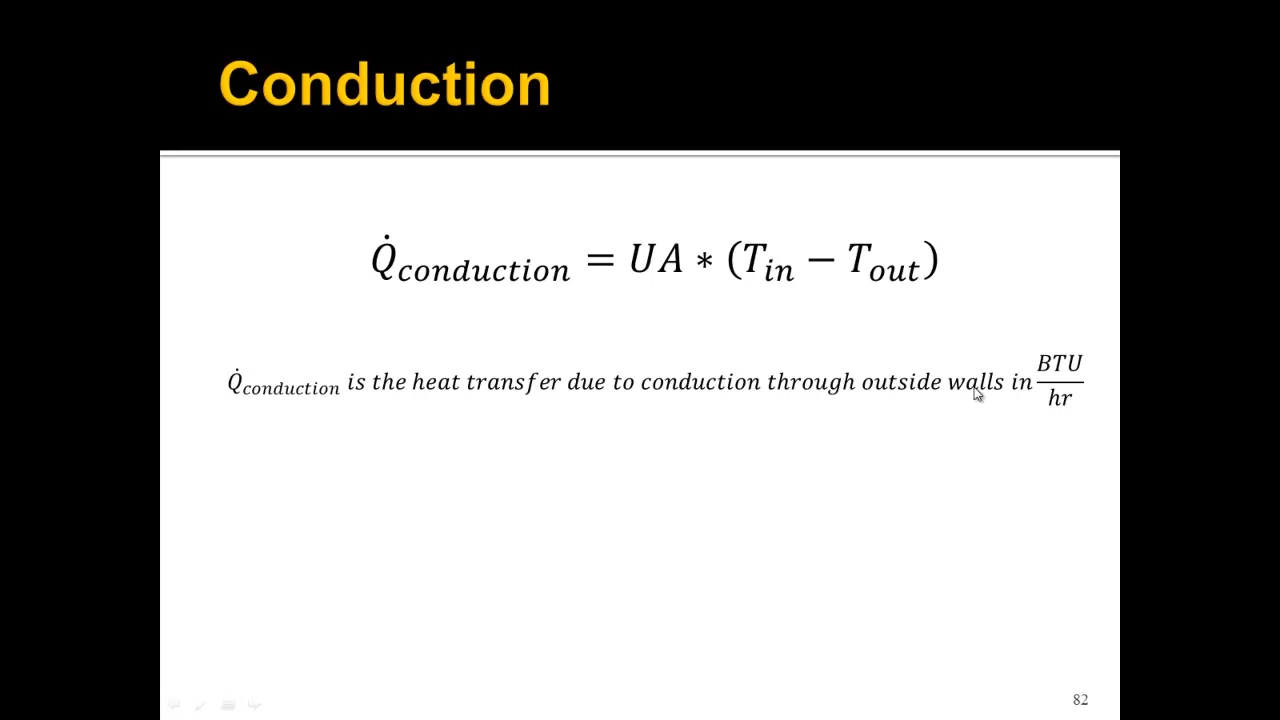 Conduction
Q̇conduction = UA ∗ (Tin − Tout)
Q̇conduction is the heat transfer due to conduction through outside walls in BTU/hr
82